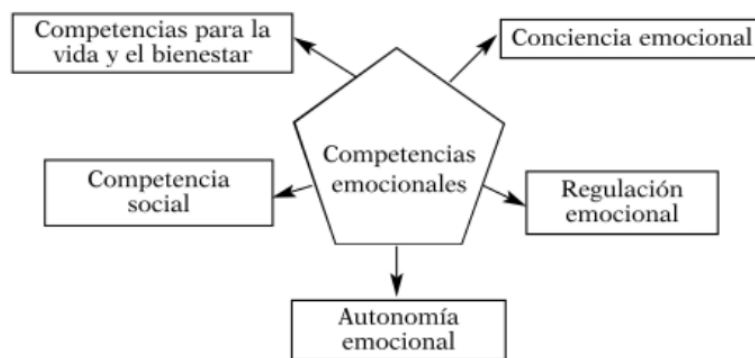 Competencias para la
vida y el bienestar
Conciencia emocional
Competencias
emocionales
Competencia
social
Regulación
emocional
Autonomía
emocional